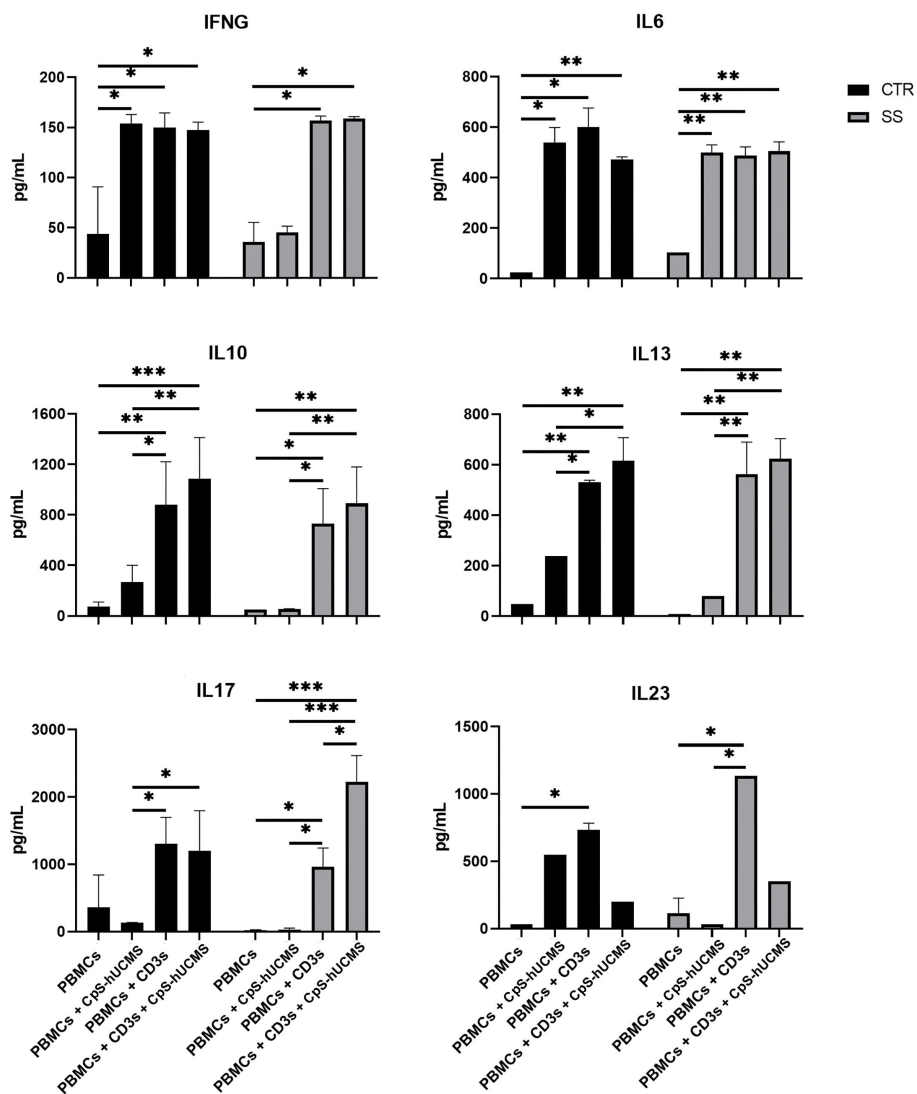 IFNG
* * *
* *
pg/mL
200
150
100
50
0
IL6
** * *
** ** **
pg/mL
800
600
400
200
0
CTR
SS
IL10
*** ** ** *
** ** * *
pg/mL
1600
1200
800
400
0
IL13
** * ** *
** ** ** **
pg/mL
800
600
400
200
0
IL17
* *
*** *** * * *
pg/mL
3000
2000
1000
0
PBMCs
PBMCs + CpS-hUCMS
PBMCs + CD3s
PBMCs + CD3s + CpS-hUCMS
PBMCs
PBMCs + CpS-hUCMS
PBMCs + CD3s
PBMCs + CD3s + CpS-hUCMS
IL23
*
* *
pg/mL
1500
1000
500
0
PBMCs
PBMCs + CpS-hUCMS
PBMCs + CD3s
PBMCs + CD3s + CpS-hUCMS
PBMCs
PBMCs + CpS-hUCMS
PBMCs + CD3s
PBMCs + CD3s + CpS-hUCMS